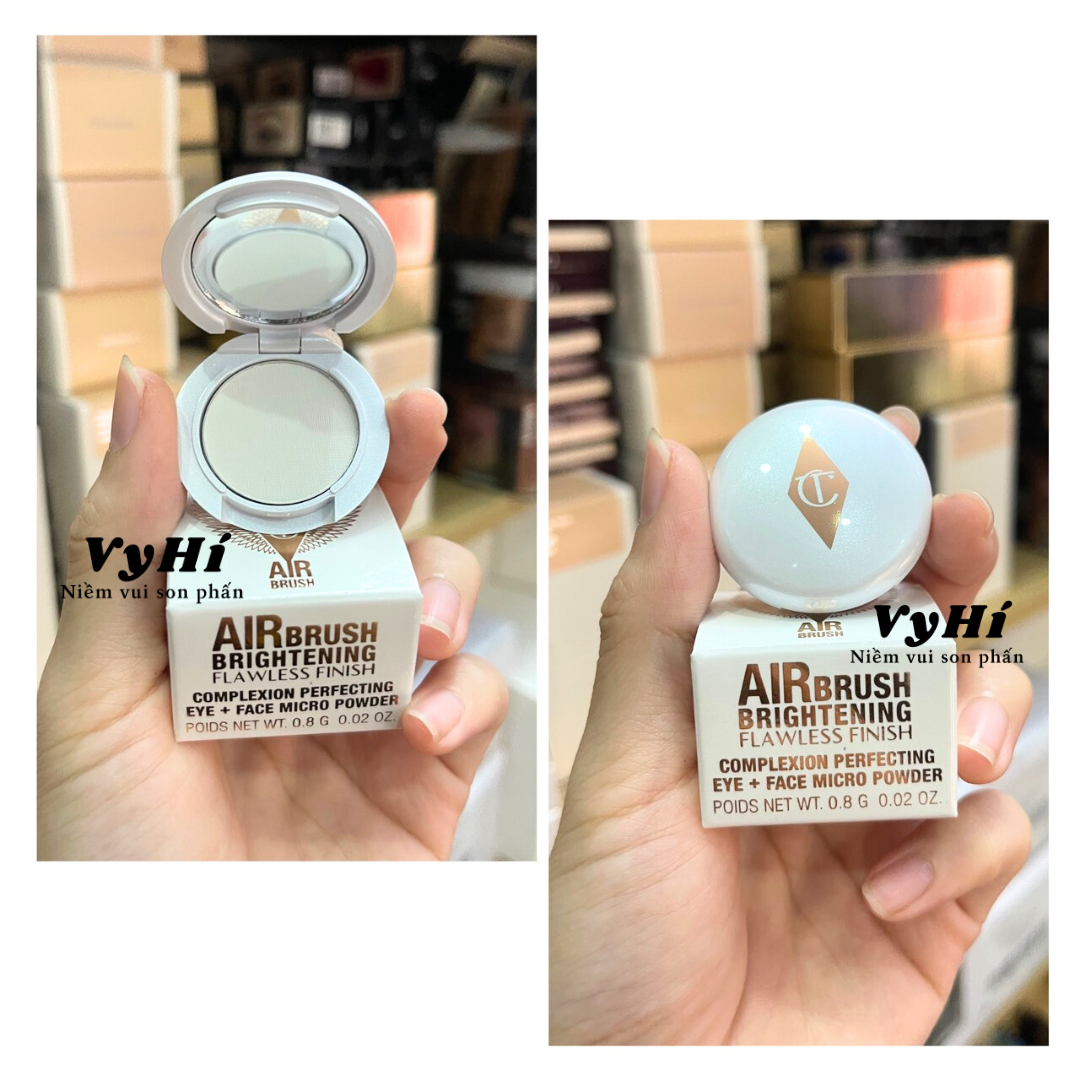 AIR
BRUSH
VyHí
Niềm vui son phấn
AIRBRUSH
BRIGHTENING
FLAWLESS FINISH
COMPLEXION PERFECTING
EYE + FACE MICRO POWDER
POIDS NET WT. 0.8 G 0.02 OZ.
CT
AIR
BRUSH
VyHí
Niềm vui son phấn
AIRBRUSH
BRIGHTENING
FLAWLESS FINISH
COMPLEXION PERFECTING
EYE + FACE MICRO POWDER
POIDS NET WT. 0.8 G 0.02 OZ.